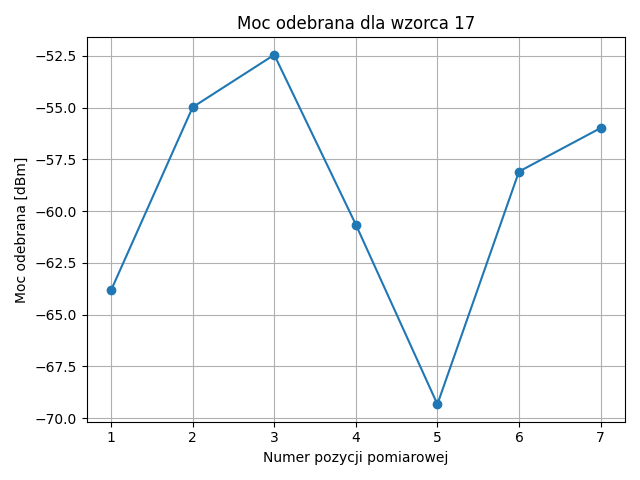 Moc odebrana dla wzorca 17
Moc odebrana [dBm]
−52.5
−55.0
−57.5
−60.0
−62.5
−65.0
−67.5
−70.0
1 2 3 4 5 6 7
Numer pozycji pomiarowej